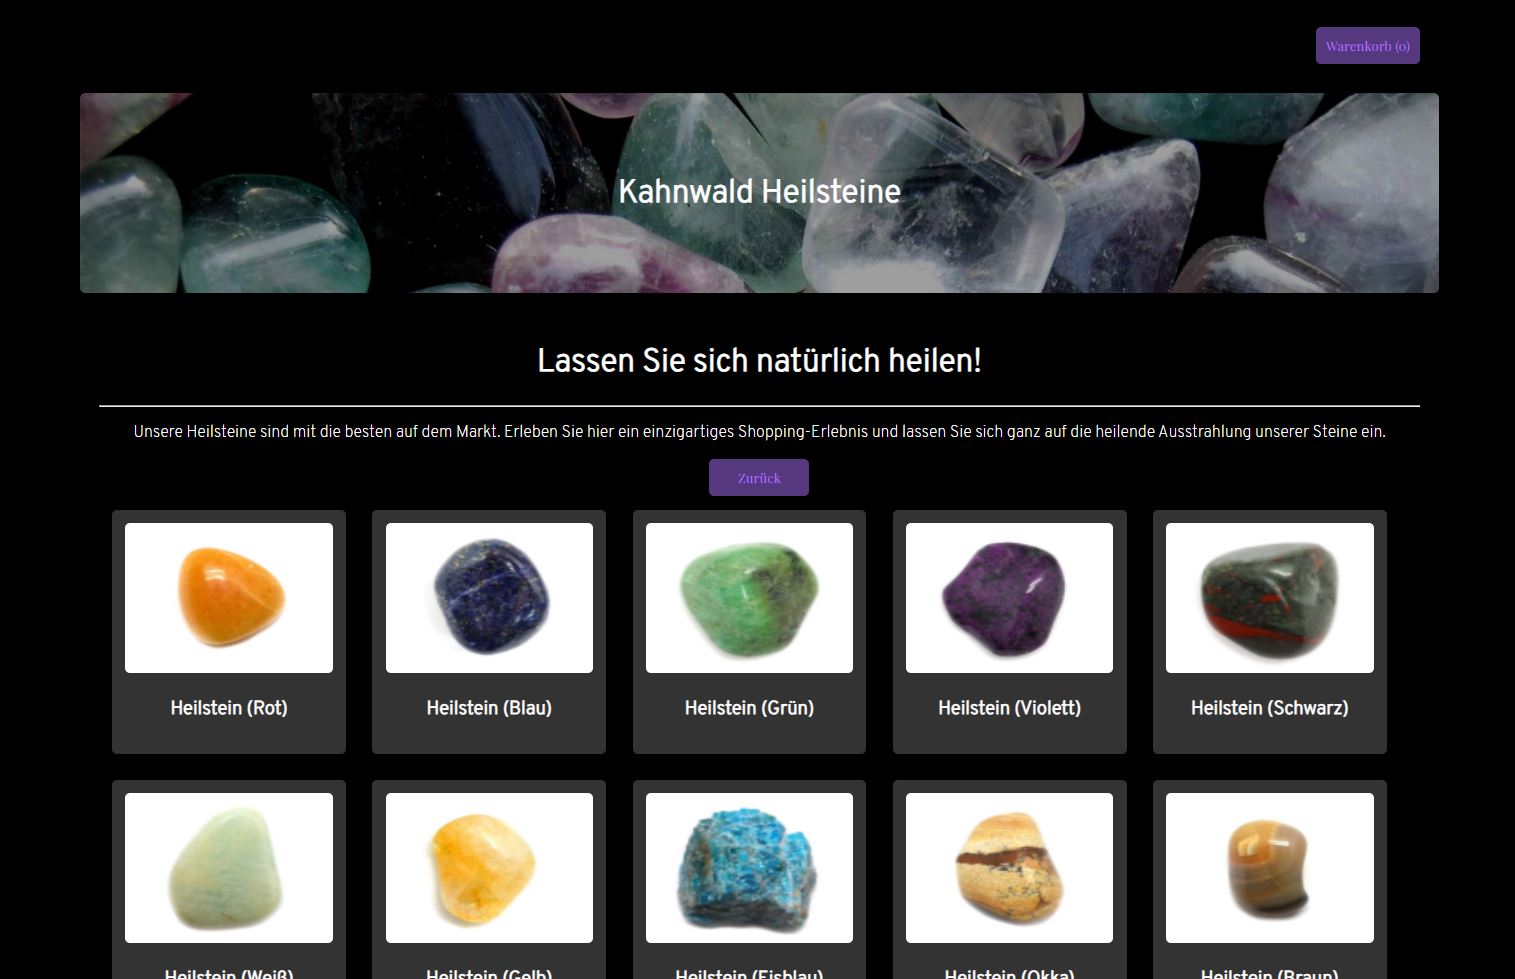 Warenkorb (0)
Kahnwald Heilsteine
Lassen Sie sich natürlich heilen!
Unsere Heilsteine sind mit die besten auf dem Markt. Erleben Sie hier ein einzigartiges Shopping-Erlebnis und lassen Sie sich ganz auf die heilende Ausstrahlung unserer Steine ein.
Zurück
Heilstein (Rot)
Heilstein (Blau)
Heilstein (Grün)
Heilstein (Violett)
Heilstein (Schwarz)
Heilstein (Weiß)
Heilstein (Gelb)
Heilstein (Eisblau)
Heilstein (Okka)
Heilstein (Braun)